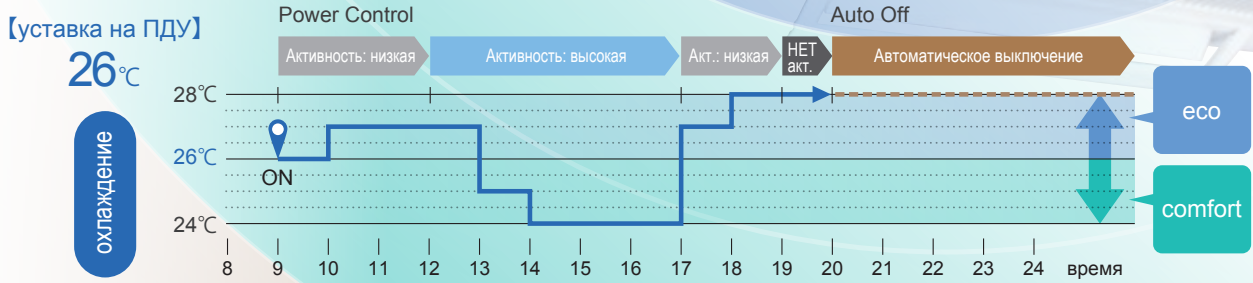 Power Control
Auto Off
【уставка на ПДУ】
26℃
Активность: низкая
Активность: высокая
Акт.: низкая
НЕТ
акт.
Автоматическое выключение
28℃
26℃
24℃
ON
охлаждение
eco
comfort
8 9 10 11 12 13 14 15 16 17 18 19 20 21 22 23 24 время